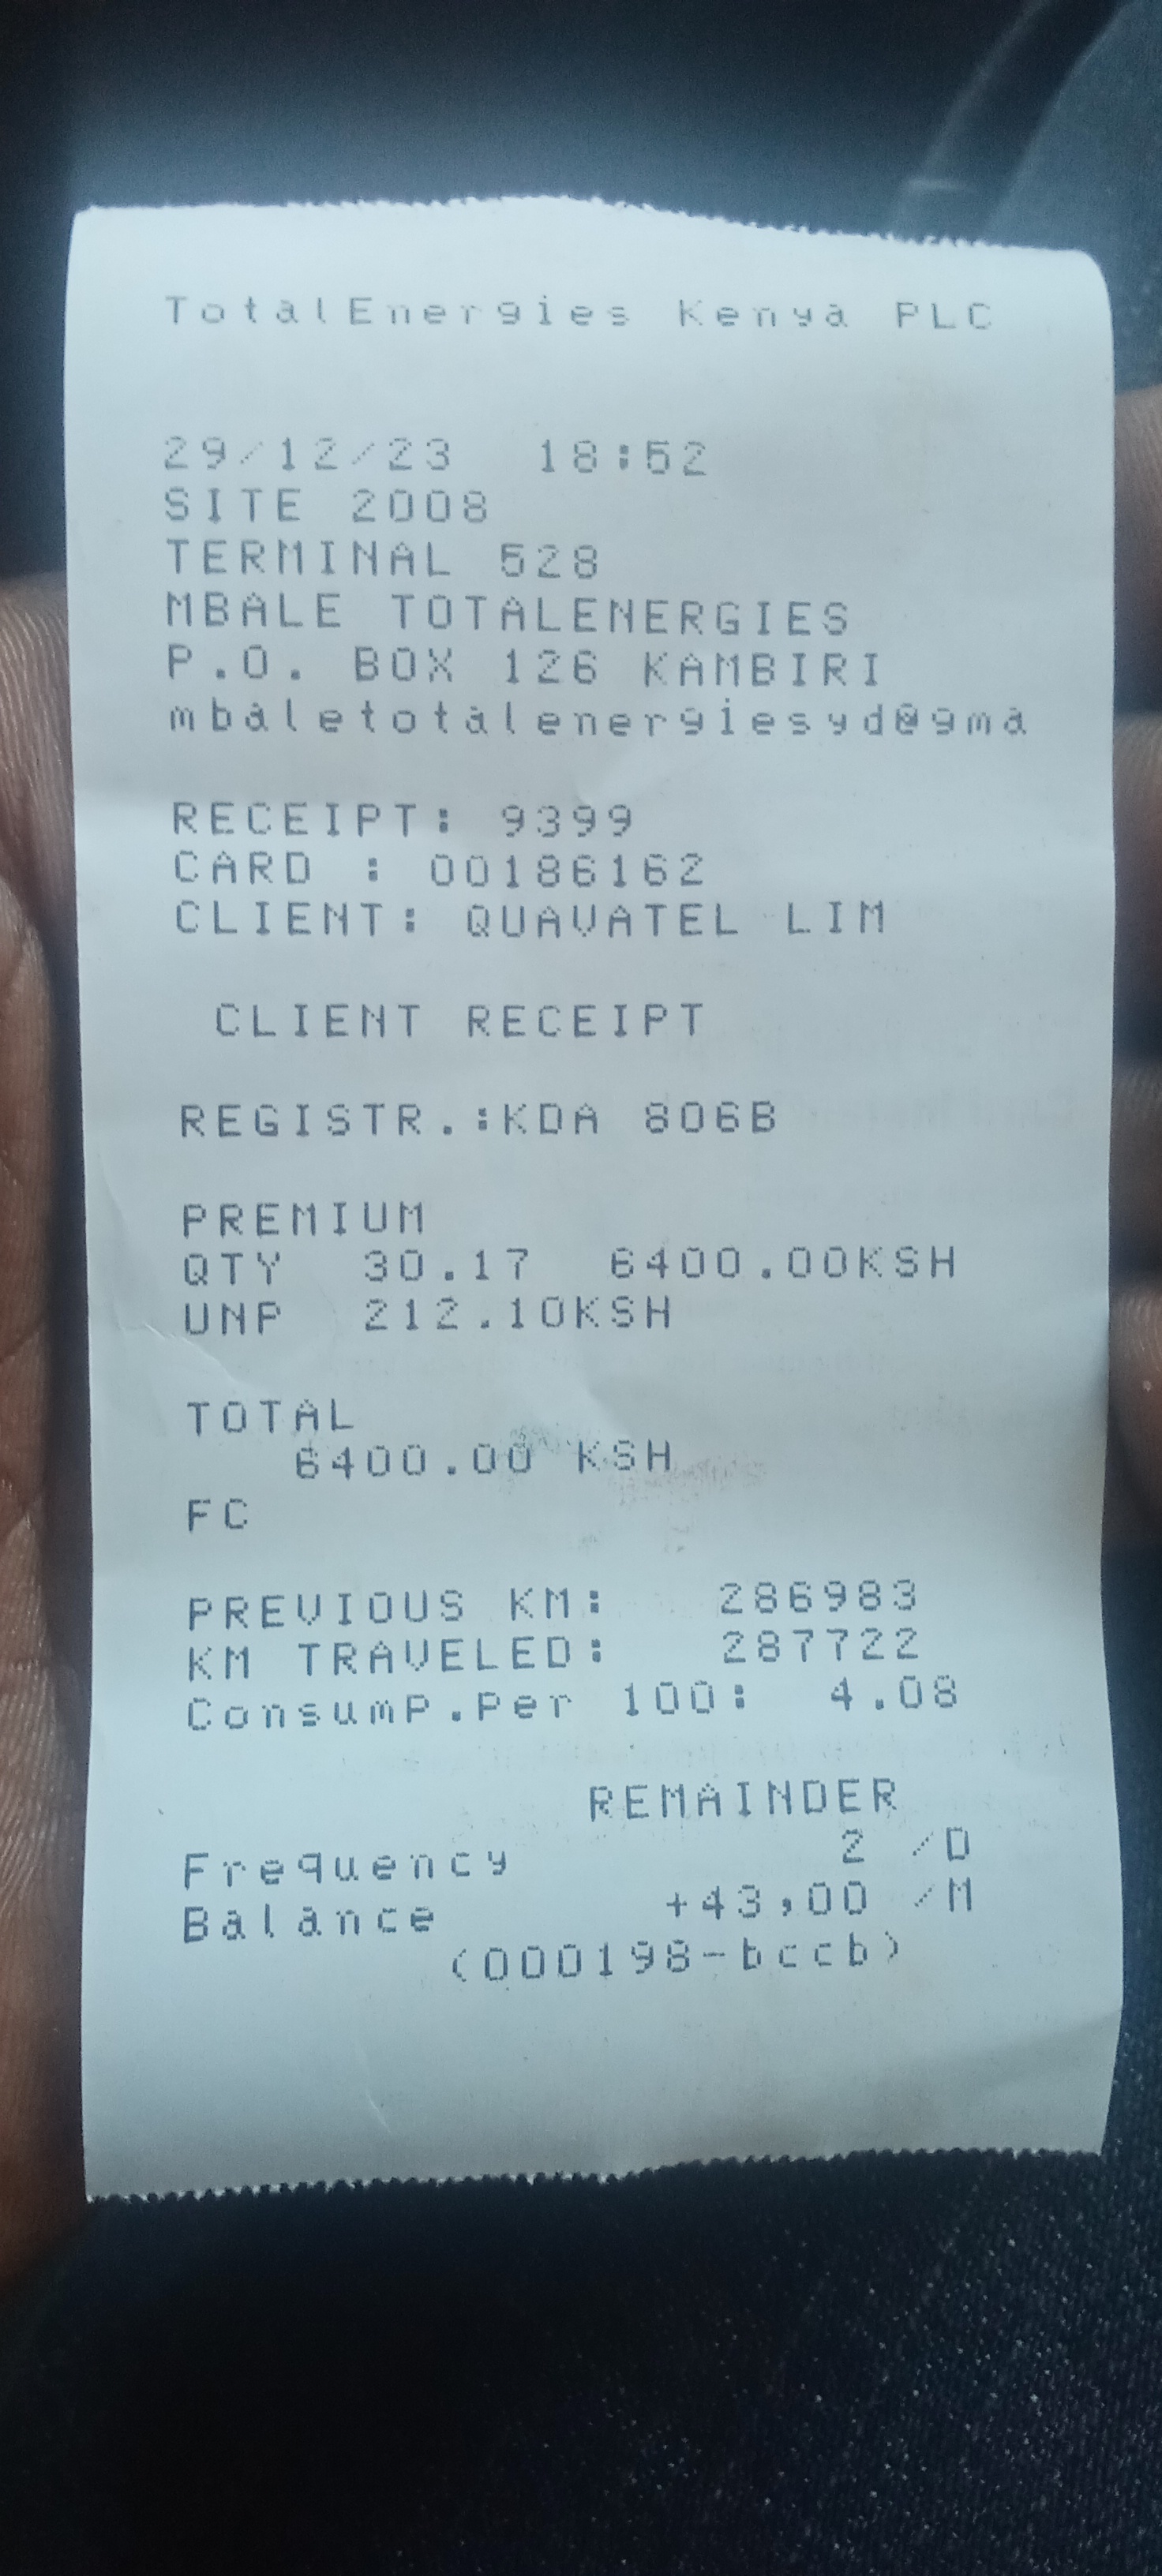 TotalEnergies Kenya PLC
29/12/23 18:52
SITE 2008
TERMINAL 528
MBALE TOTALENERGIES
P.O. BOX 126 KAMBIRI
mbaletotalenergiesyd@gma
RECEIPT: 9399
CARD : 00186162
CLIENT: QUAVATEL LIM
CLIENT RECEIPT
REGISTR.:KDA 806B
PREMIUM
QTY 30.17 6400.00KSH
UNP 212.10KSH
TOTAL
6400.00 KSH
FC
PREVIOUS KM: 286983
KM TRAVELED: 287722
Consump.Per 100: 4.08
REMAINDER
Frequency 2 /D
Balance +43,00 /M
(000198-bccb)